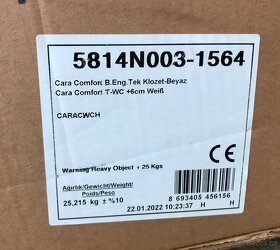 5814N003-1564
Cara Comfort B.Eng.Tek Klozet-Beyaz
Cara Comfort T-WC +6cm Weiß
CARACWCH
CE
Warning Heavy Object + 25 Kgs
Ağırlık/Gewicht/Weight/
Poids/Peso
25.215 kg ± %10
22.01.2022 10:23:37 H H
8 693405 456156